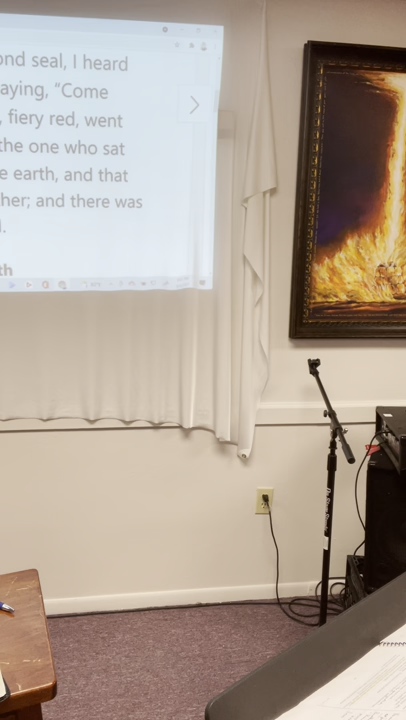 ond seal, I heard
aying, “Come
, fiery red, went
the one who sat
e earth, and that
her; and there was
.
th